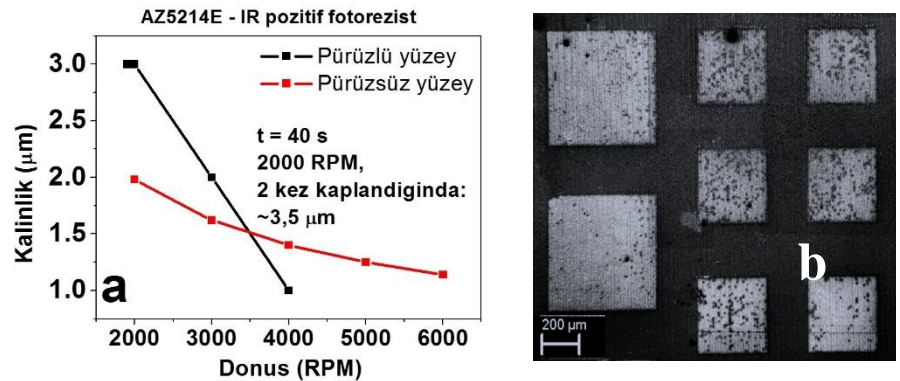 AZ5214E - IR pozitif fotorezist
Pürüzlü yüzey
Pürüzsüz yüzey
t = 40 s
2000 RPM,
2 kez kaplandiginda:
~3,5 μm
Kalinlik (μm)
3.0
2.5
2.0
1.5
1.0
a
2000 3000 4000 5000 6000
Donus (RPM)
b
200 μm